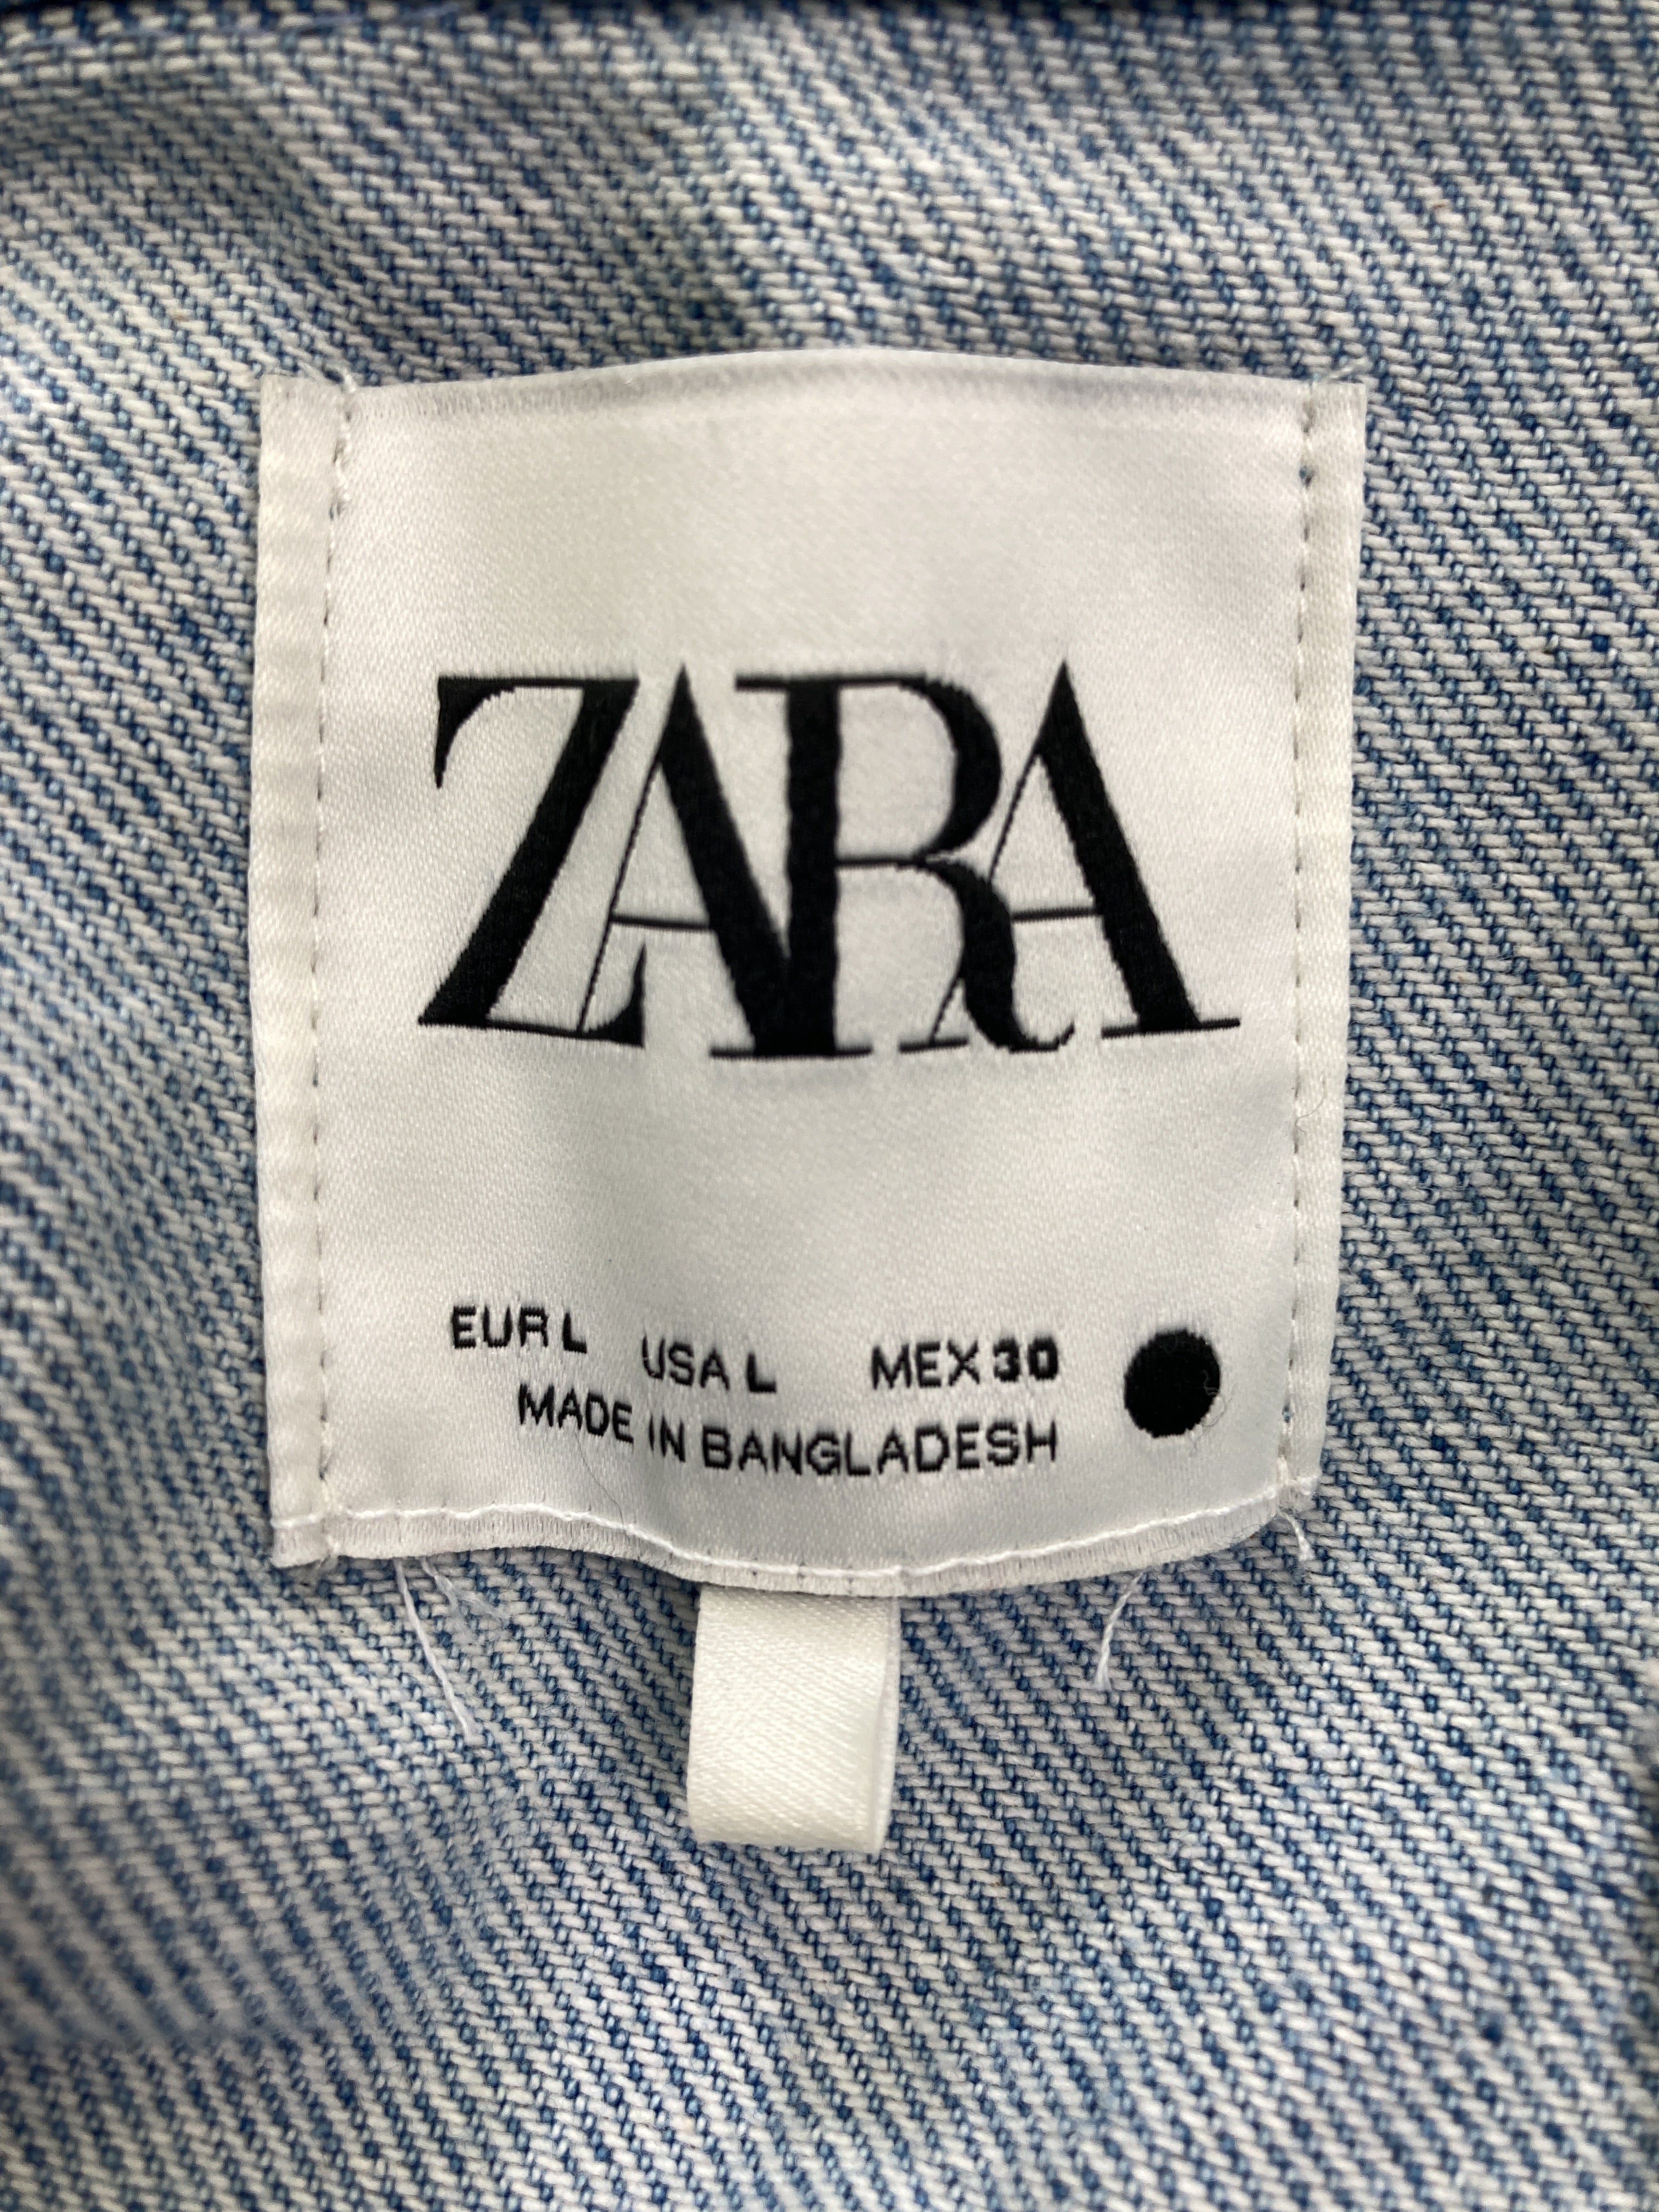 ZARA
EUR L USA L MEX 30
MADE IN BANGLADESH